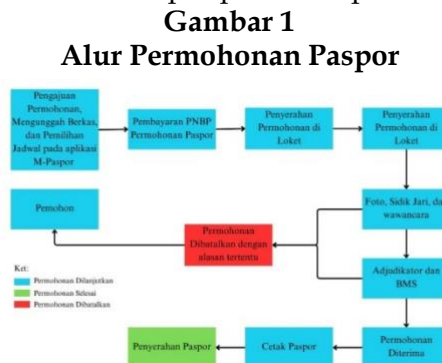 Gambar 1
Alur Permohonan Paspor
Pengajuan
Permohonan,
Mengunggah Berkas,
dan Pemilihan
Jadwal pada aplikasi
M-Paspor
Pembayaran PNBP
Permohonan Paspor
Penyerahan
Permohonan di
Loket
Penyerahan
Permohonan di
Loket
Foto, Sidik Jari, da
wawancara
Pemohon
Permohonan
Dibatalkan dengan
alasan tertentu
Adjudikator dan
BMS
Ket:
Permohonan Dilanjutkan
Permohonan Selesai
Permohonan Dibatalkan
Penyerahan Paspor
Cetak Paspor
Permohonan
Diterima